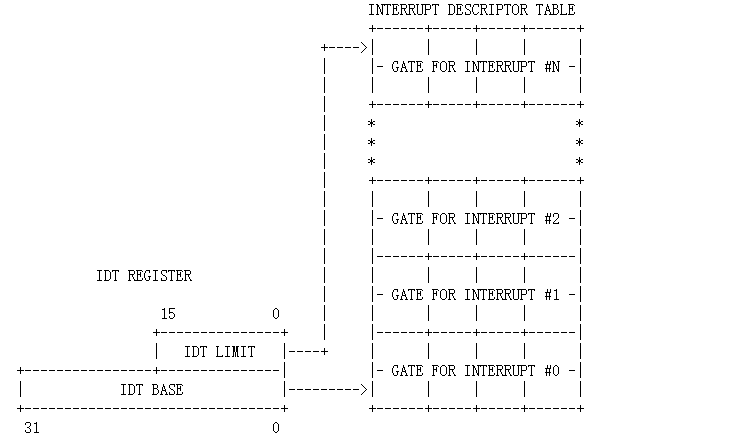 INTERRUPT DESCRIPTOR TABLE
GATE FOR INTERRUPT #N
GATE FOR INTERRUPT #2
IDT REGISTER
GATE FOR INTERRUPT #1
15 0
IDT LIMIT
GATE FOR INTERRUPT #0
IDT BASE
31 0